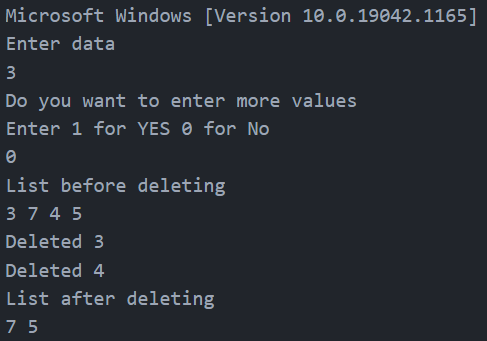 Microsoft Windows [Version 10.0.19042.1165]
Enter data
3
Do you want to enter more values
Enter 1 for YES 0 for No
0
List before deleting
3 7 4 5
Deleted 3
Deleted 4
List after deleting
7 5